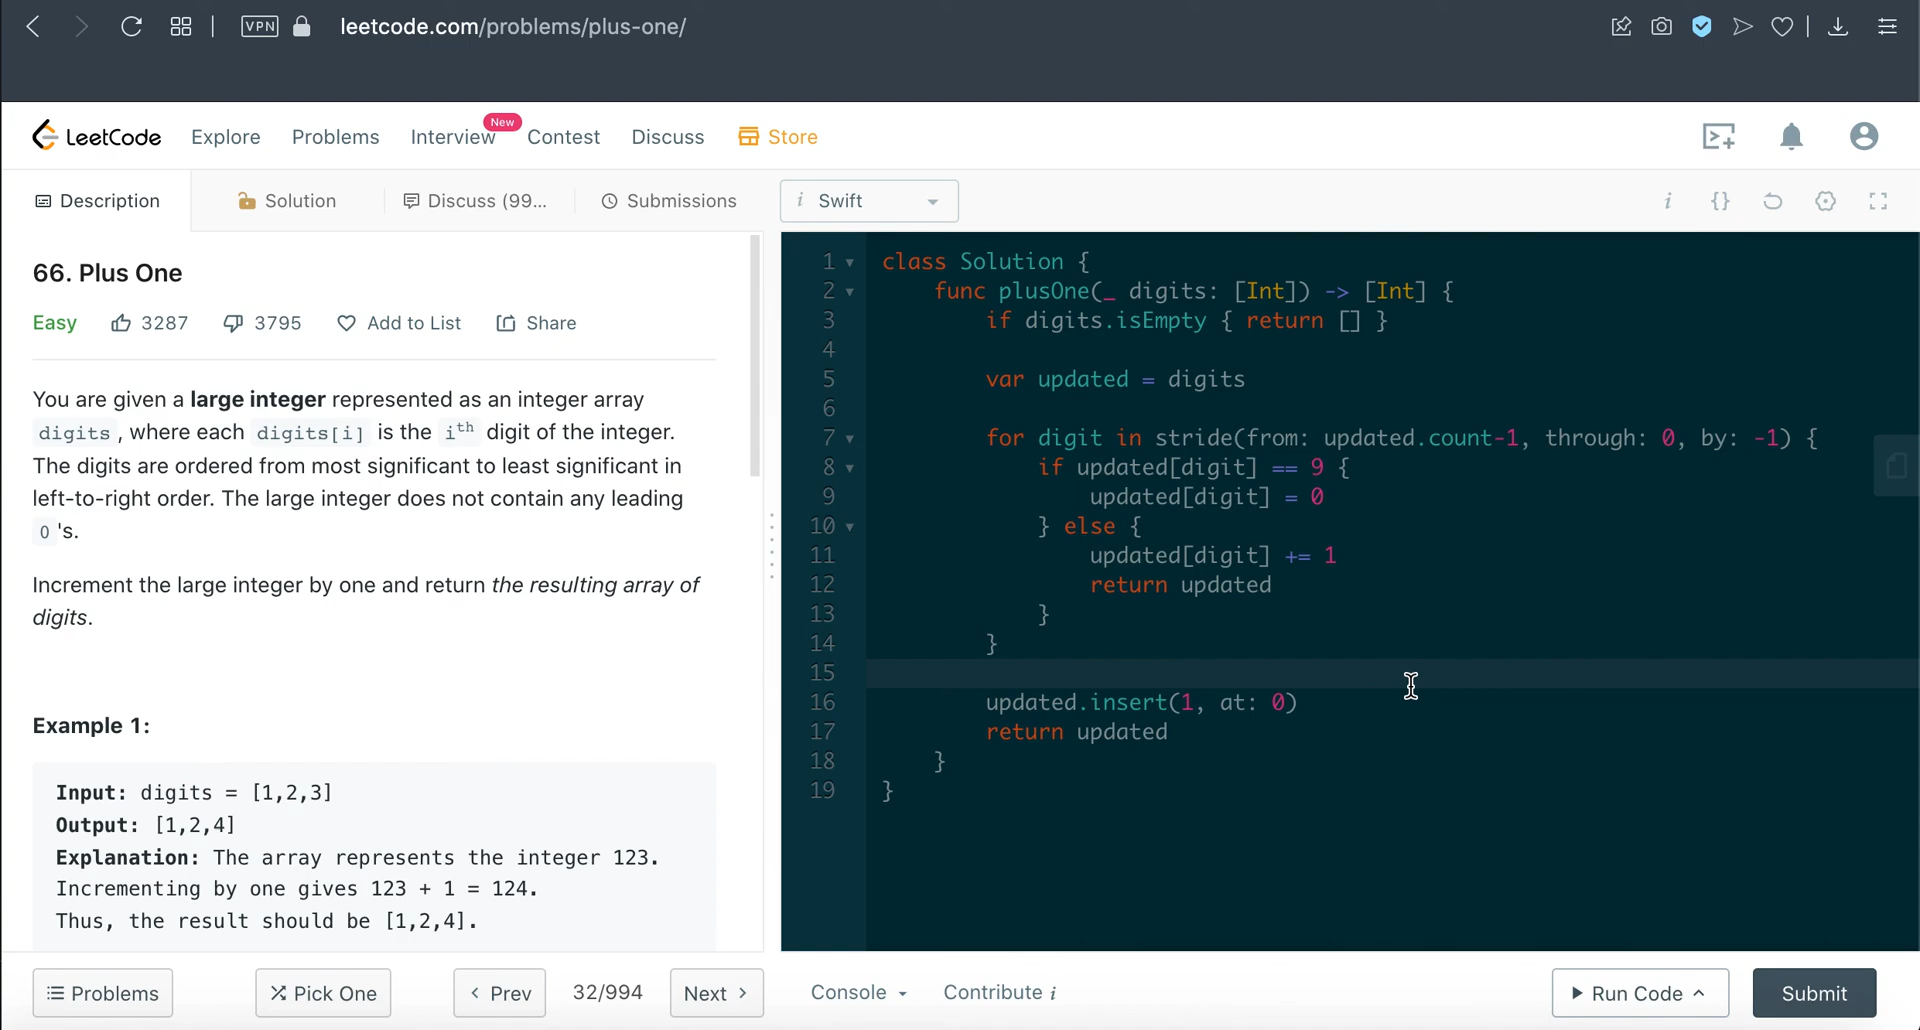 VPN leetcode.com/problems/plus-one/
LeetCode Explore Problems Interview New Contest Discuss Store
Description Solution Discuss (99... Submissions i Swift i {}
66. Plus One
Easy 3287 3795 Add to List Share
You are given a large integer represented as an integer array
digits , where each digits[i] is the ith digit of the integer.
The digits are ordered from most significant to least significant in
left-to-right order. The large integer does not contain any leading
0 's.
Increment the large integer by one and return the resulting array of
digits.
Example 1:
Input: digits = [1,2,3]
Output: [1,2,4]
Explanation: The array represents the integer 123.
Incrementing by one gives 123 + 1 = 124.
Thus, the result should be [1,2,4].
1 class Solution {
2 func plusOne(_ digits: [Int]) -> [Int] {
3 if digits.isEmpty { return [] }
4
5 var updated = digits
6
7 for digit in stride(from: updated.count-1, through: 0, by: -1) {
8 if updated[digit] == 9 {
9 updated[digit] = 0
10 } else {
11 updated[digit] += 1
12 return updated
13 }
14 }
15
16 updated.insert(1, at: 0)
17 return updated
18 }
19 }
Problems Pick One < Prev 32/994 Next > Console Contribute i Run Code Submit